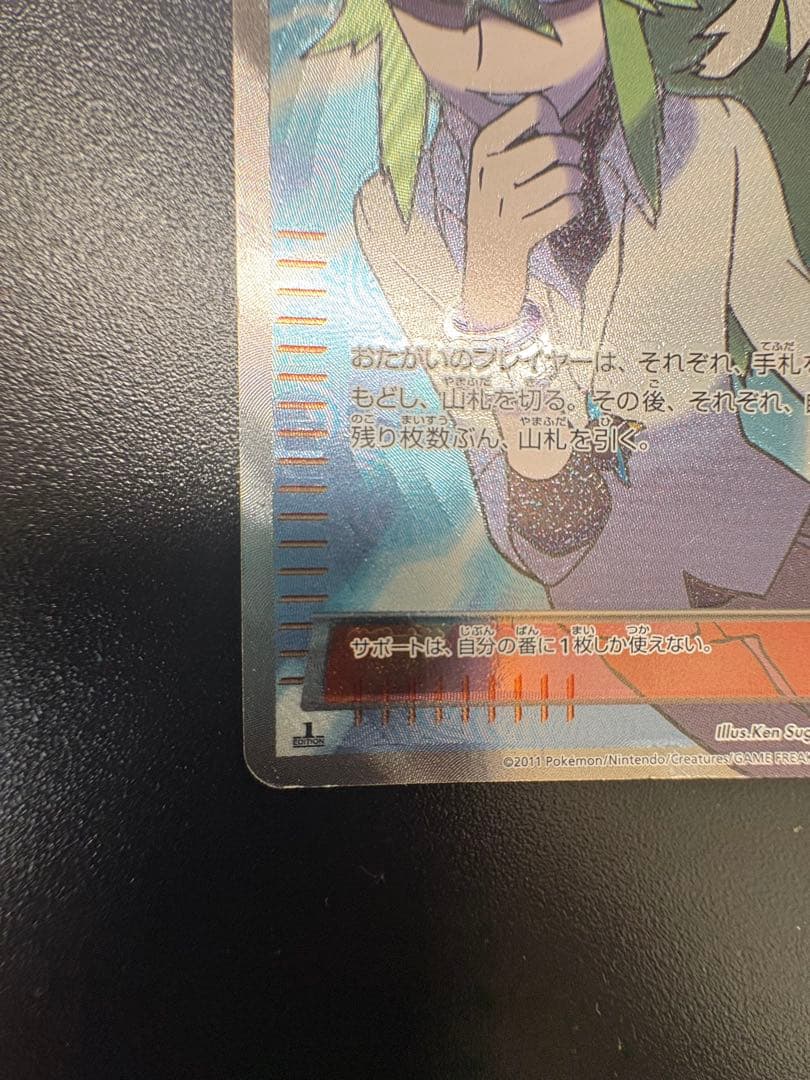 おたがいのプレイヤーは、それぞれ、手札を
もどし、山札を切る。その後、それぞれ、
残り枚数ぶん、山札を引く。
サポートは、自分の番に1枚しか使えない。
1 EDITION
Illus.Ken Sug
©2011 Pokémon/Nintendo/Creatures/GAME FREAK